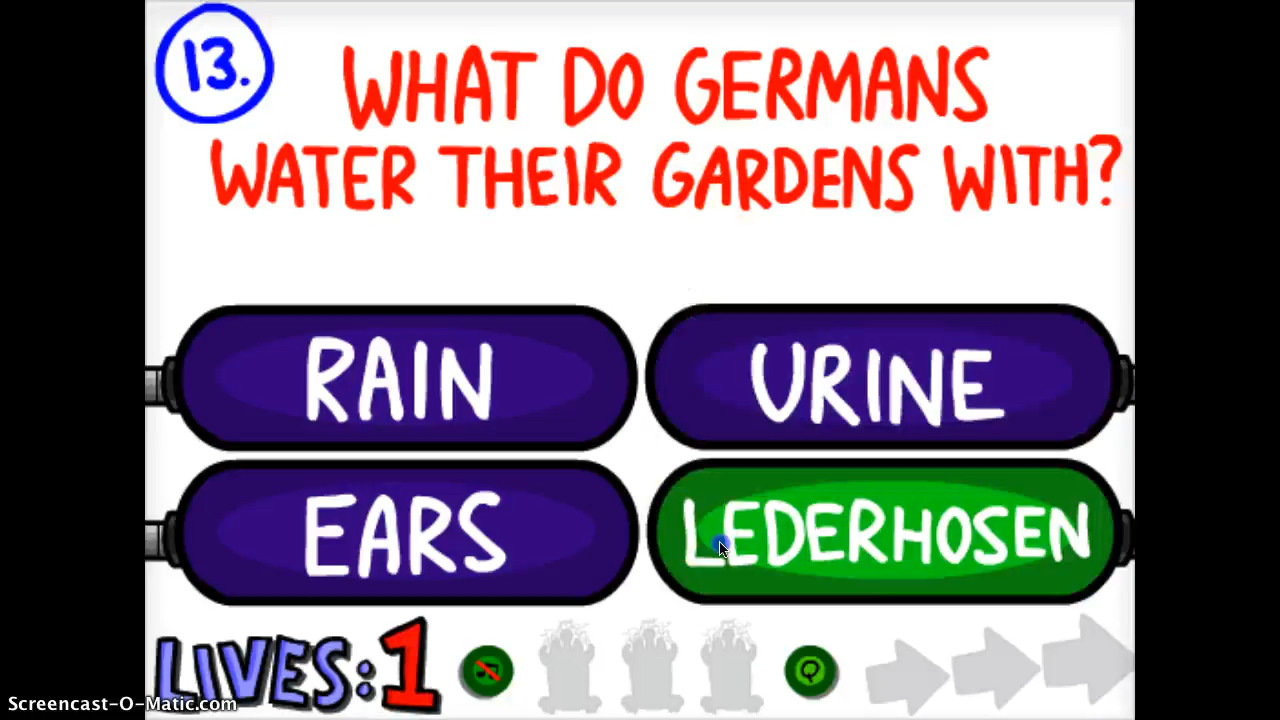 13.
WHAT DO GERMANS
WATER THEIR GARDENS WITH?
RAIN
URINE
EARS
LEDERHOSEN
LIVES:1
Screencast-O-Matic.com